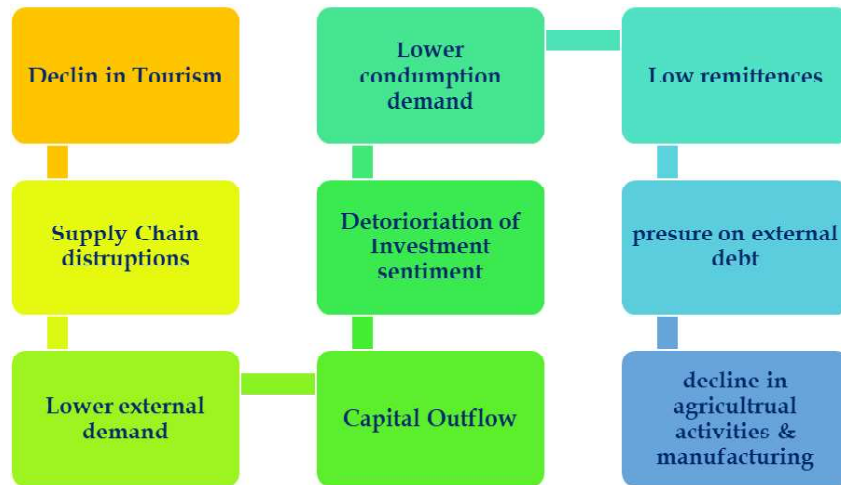 Declin in Tourism
Supply Chain
distruptions
Lower external
demand
Capital Outflow
Detorioriation of
Investment
sentiment
Lower
condumption
demand
Low remittences
presure on external
debt
decline in
agricultrual
activities &
manufacturing